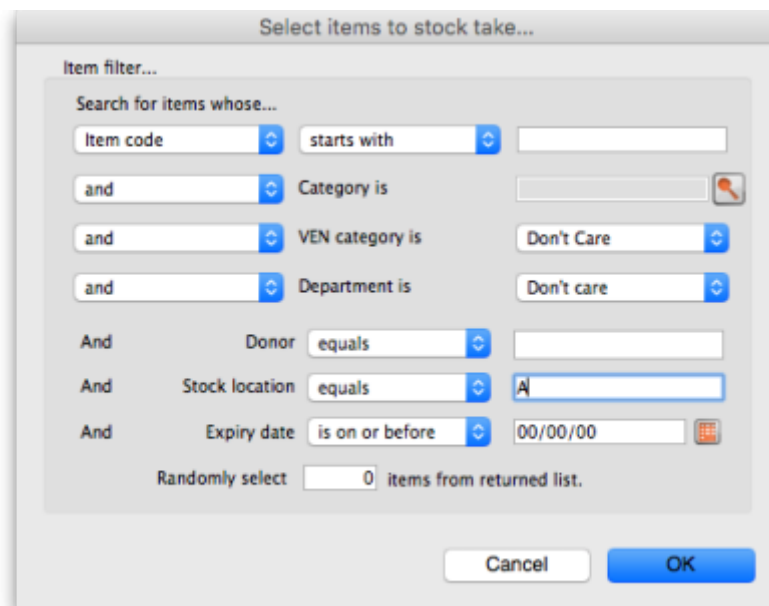 Select items to stock take...
Item filter...
Search for items whose...
Item code starts with
and Category is
and VEN category is Don't Care
and Department is Don't care
And Donor equals
And Stock location equals A
And Expiry date is on or before 00/00/00
Randomly select 0 items from returned list.
Cancel OK